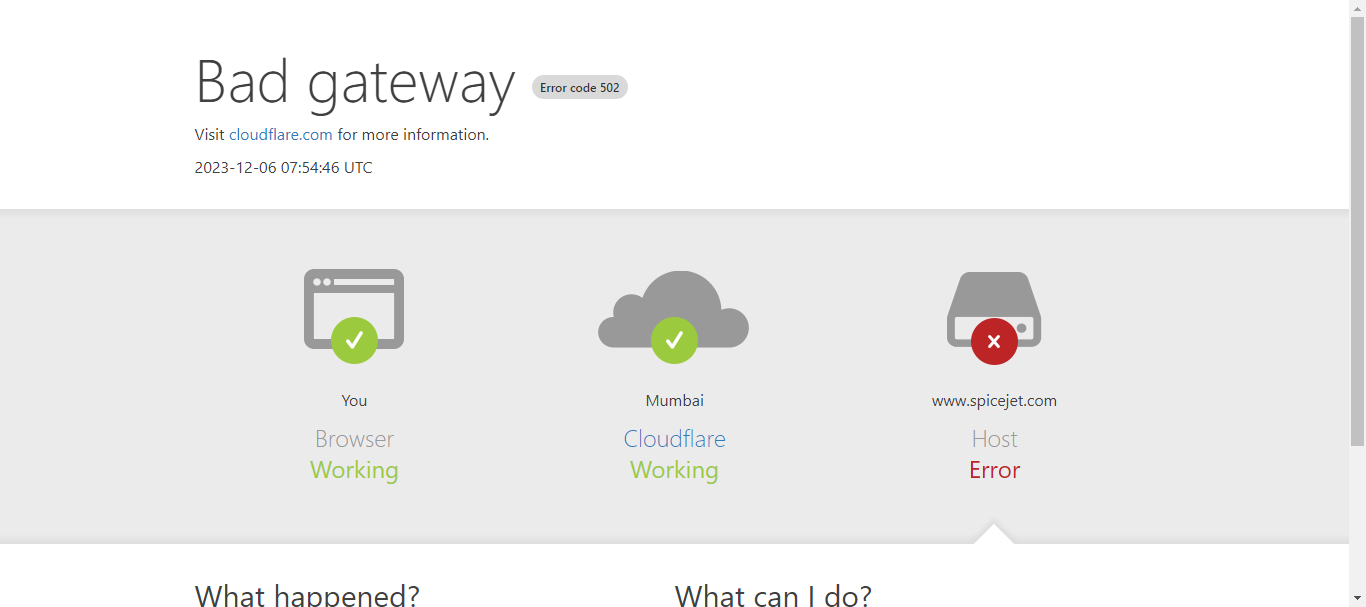 Bad gateway Error code 502
Visit cloudflare.com for more information.
2023-12-06 07:54:46 UTC
You
Browser
Working
Mumbai
Cloudflare
Working
www.spicejet.com
Host
Error
What happened?
What can I do?